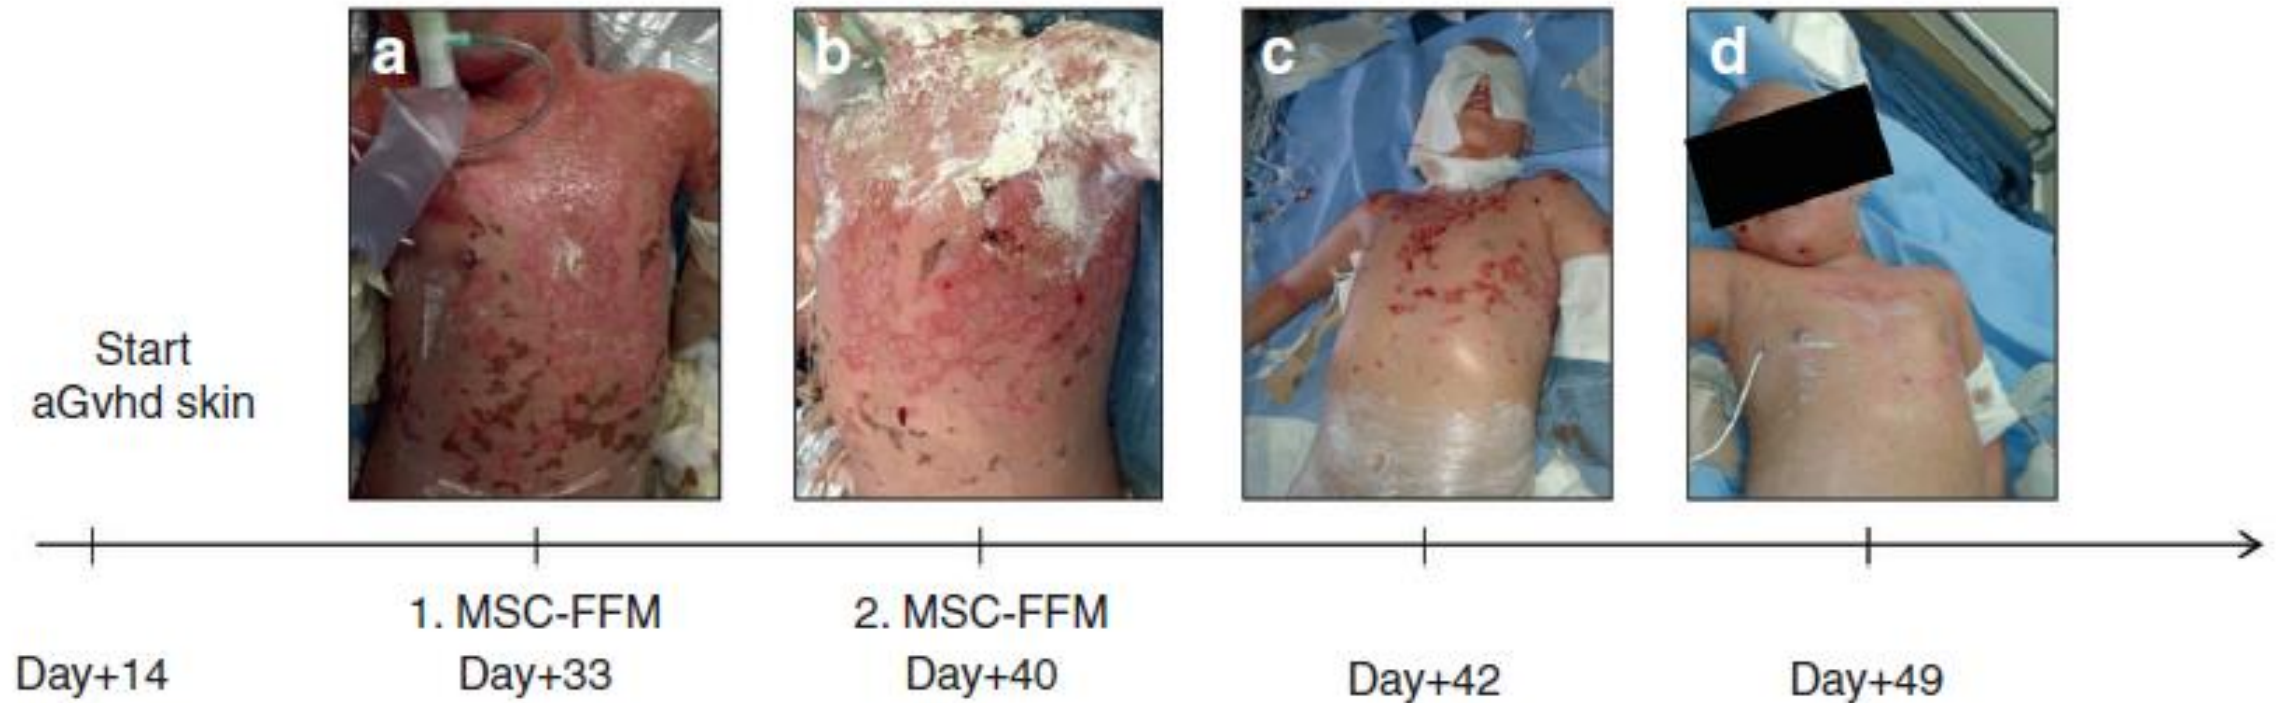 a
b
c
d
Start
aGvhd skin
1. MSC-FFM
2. MSC-FFM
Day+14
Day+33
Day+40
Day+42
Day+49